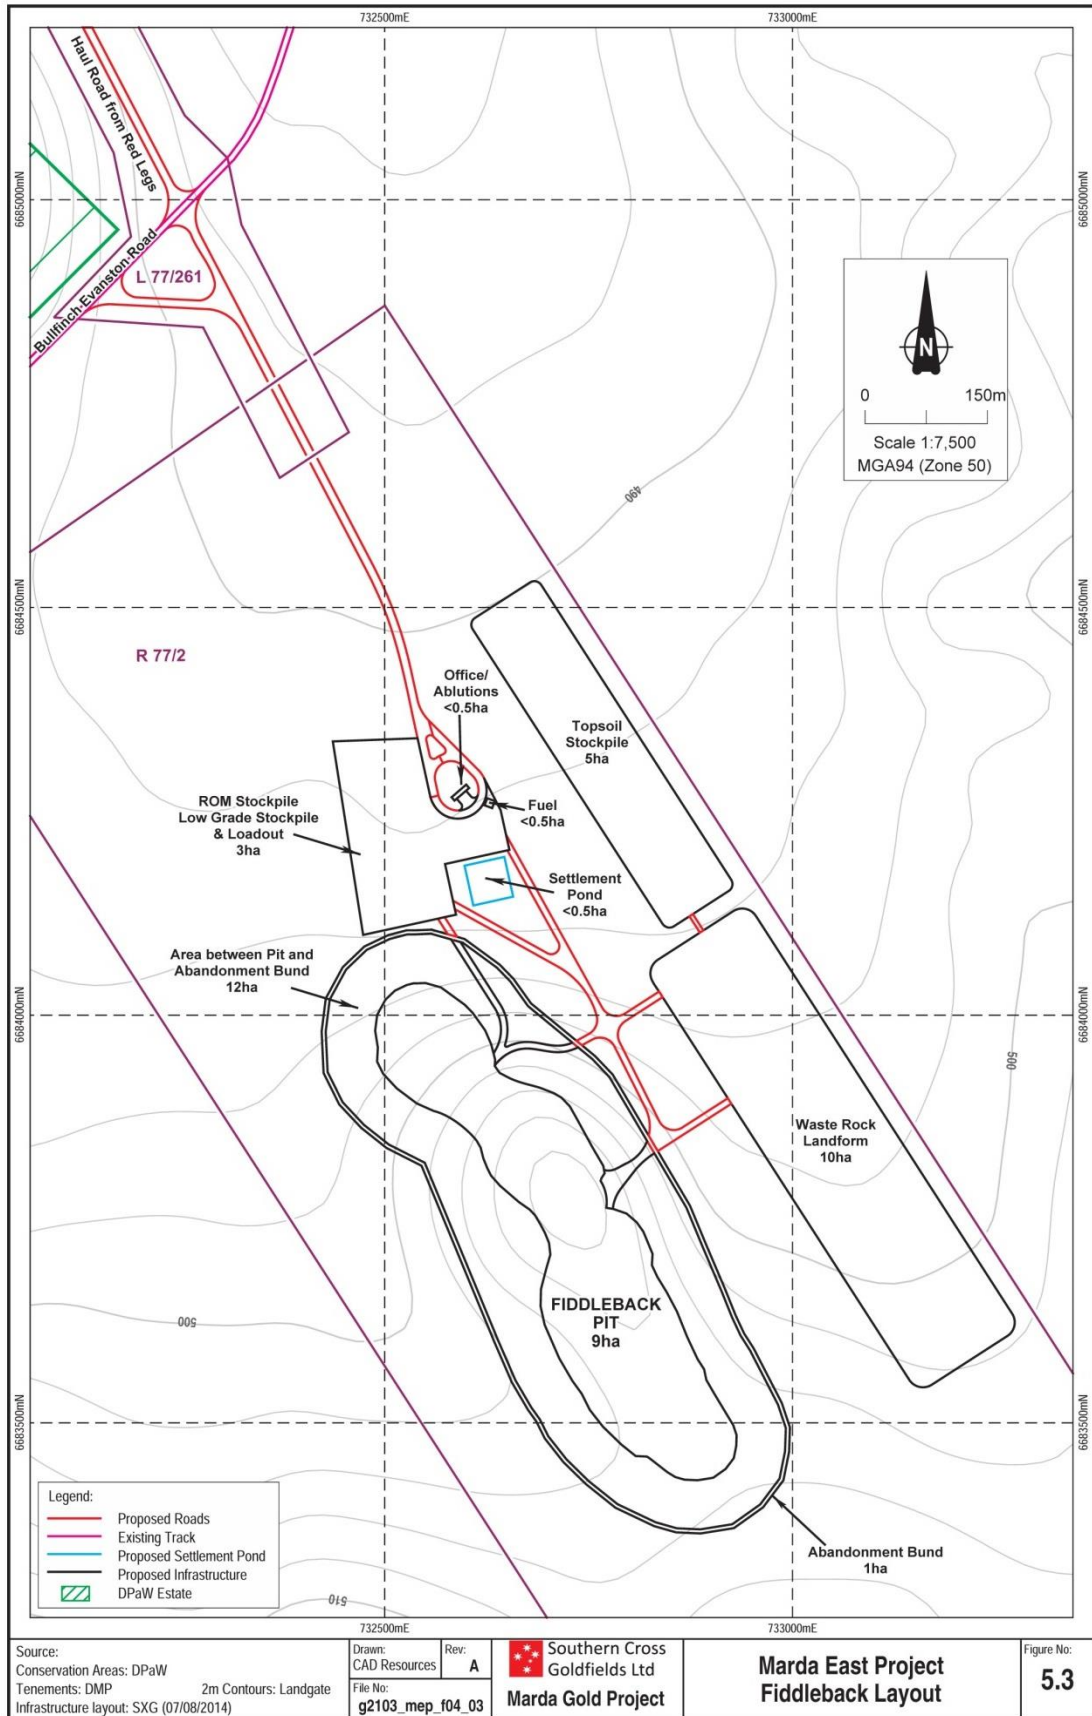 732500mE
733000mE
Haul Road from Red Legs
6685000mN
6685000mN
Bullfinch-Evanston-Road
L 77/261
N
0
150m
Scale 1:7,500
MGA94 (Zone 50)
490
6684500mN
6684500mN
R 77/2
Office/
Ablutions
<0.5ha
Topsoil
Stockpile
5ha
ROM Stockpile
Low Grade Stockpile
& Loadout
3ha
Fuel
<0.5ha
Settlement
Pond
<0.5ha
Area between Pit and
Abandonment Bund
12ha
6684000mN
6684000mN
500
Waste Rock
Landform
10ha
500
FIDDLEBACK
PIT
9ha
6683500mN
6683500mN
Legend:
Proposed Roads
Existing Track
Proposed Settlement Pond
Proposed Infrastructure
DPaW Estate
Abandonment Bund
1ha
510
732500mE
733000mE
Source:
Conservation Areas: DPaW
Tenements: DMP
2m Contours: Landgate
Infrastructure layout: SXG (07/08/2014)
Drawn:
CAD Resources
Rev:
A
File No:
g2103_mep_f04_03
Southern Cross
Goldfields Ltd
Marda Gold Project
Marda East Project
Fiddleback Layout
Figure No:
5.3